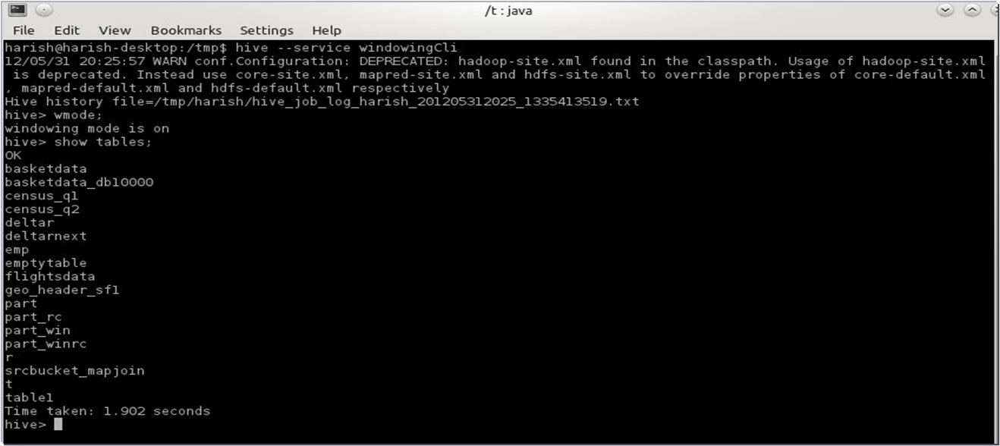 /t : java
File Edit View Bookmarks Settings Help
harish@harish-desktop:/tmp$ hive --service windowingCli
12/05/31 20:25:57 WARN conf.Configuration: DEPRECATED: hadoop-site.xml found in the classpath. Usage of hadoop-site.xml
is deprecated. Instead use core-site.xml, mapred-site.xml and hdfs-site.xml to override properties of core-default.xml
, mapred-default.xml and hdfs-default.xml respectively
Hive history file=/tmp/harish/hive_job_log_harish_201205312025_1335413519.txt
hive> wmode;
windowing mode is on
hive> show tables;
OK
basketdata
basketdata_db10000
census_q1
census_q2
deltar
deltarnext
emp
emptytable
flightsdata
geo_header_sf1
part
part_rc
part_win
part_winrc
r
srcbucket_mapjoin
t
table1
Time taken: 1.902 seconds
hive>